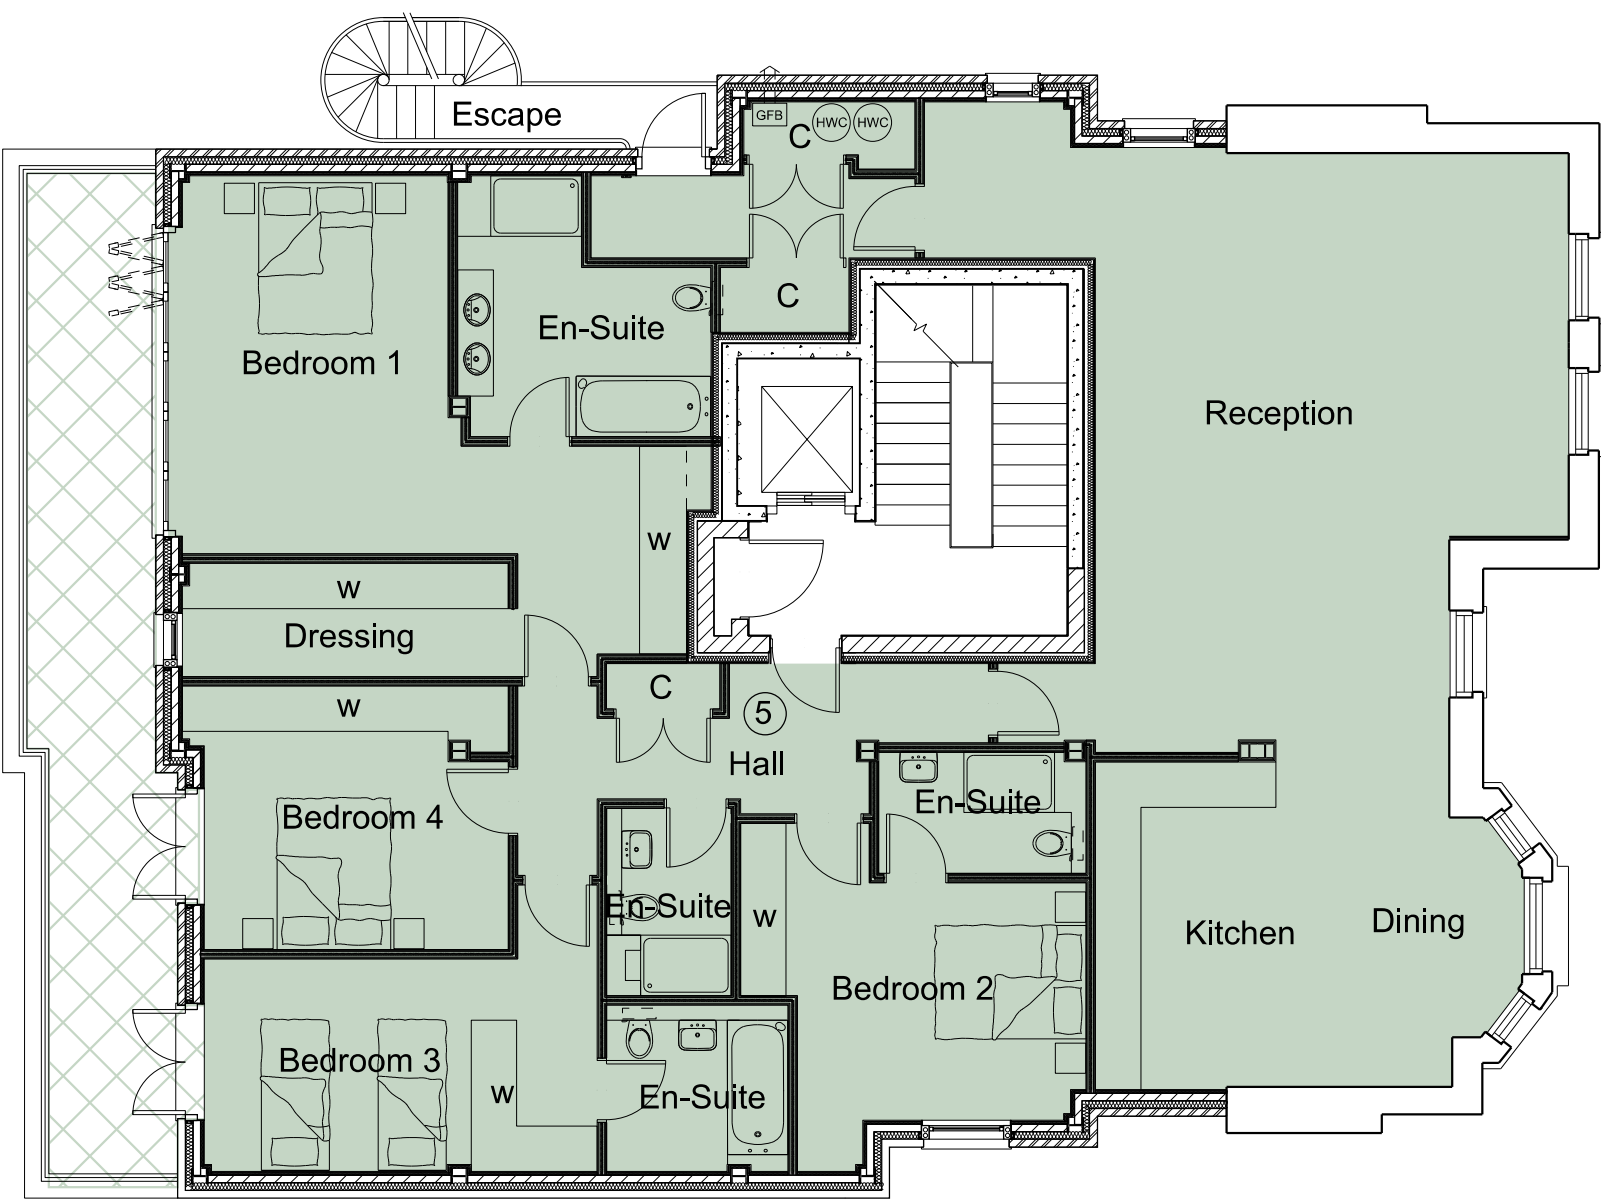 Escape
GFB
HWC
HWC
C
C
En-Suite
Bedroom 1
Reception
W
W
Dressing
W
C
5
Hall
En-Suite
Bedroom 4
En-Suite
W
Kitchen
Dining
Bedroom 2
Bedroom 3
W
En-Suite